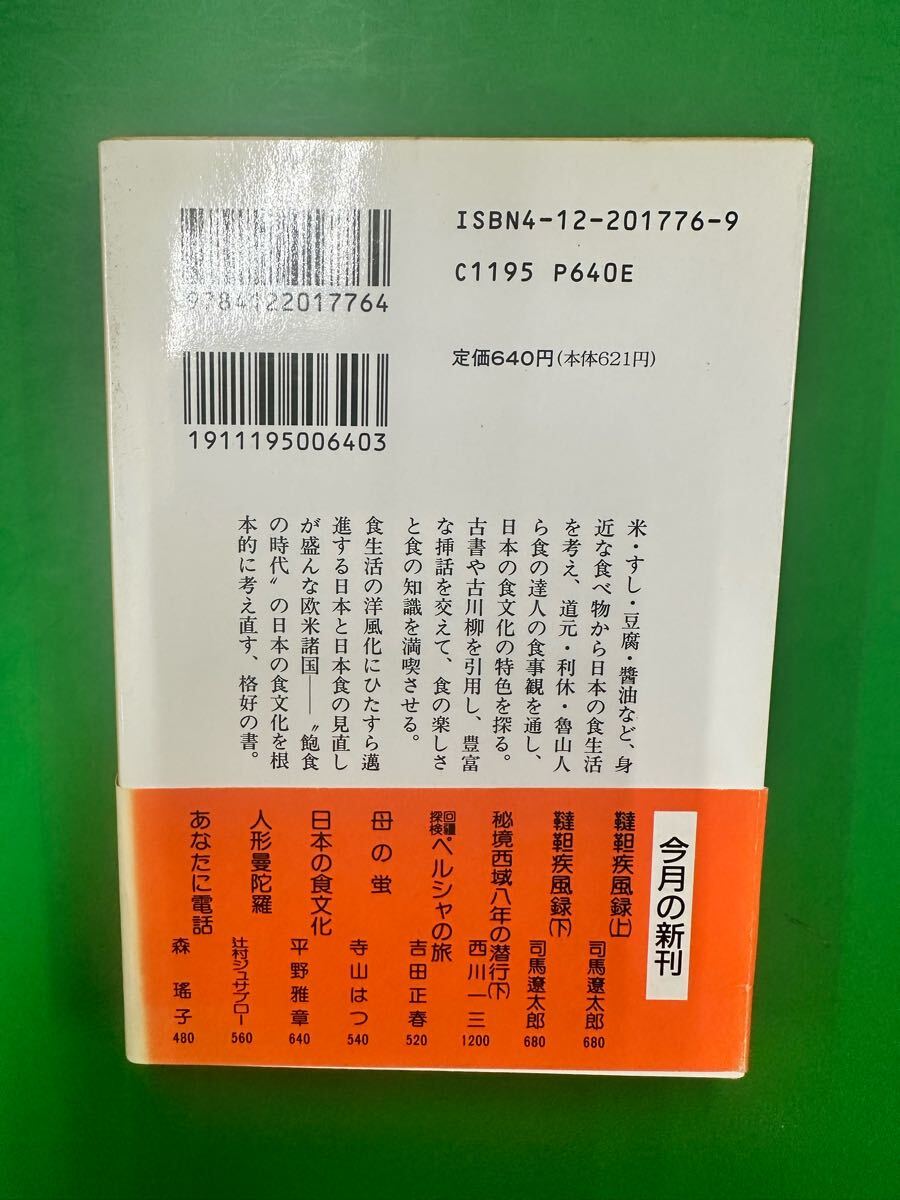 ISBN4-12-201776-9
C1195 P640E
9784122017764
定価640円(本体621円)
1911195006403
米・すし・豆腐・醬油など、身
近な食べ物から日本の食生活
を考え、道元・利休・魯山人
ら食の達人の食事観を通し、
日本の食文化の特色を探る。
古書や古川柳を引用し、豊富
な挿話を交えて、食の楽しさ
と食の知識を満喫させる。
食生活の洋風化にひたすら邁
進する日本と日本食の見直し
が盛んな欧米諸国――〝飽食
の時代〟の日本の食文化を根
本的に考え直す、格好の書。
今月の新刊
韃靼疾風録(上) 司馬遼太郎 680
韃靼疾風録(下) 司馬遼太郎 680
秘境西域八年の潜行(下) 西川一三 1200
回疆探検ペルシャの旅 吉田正春 520
母の蛍 寺山はつ 540
日本の食文化 平野雅章 640
人形曼陀羅 辻村ジュサブロー 560
あなたに電話 森瑤子 480